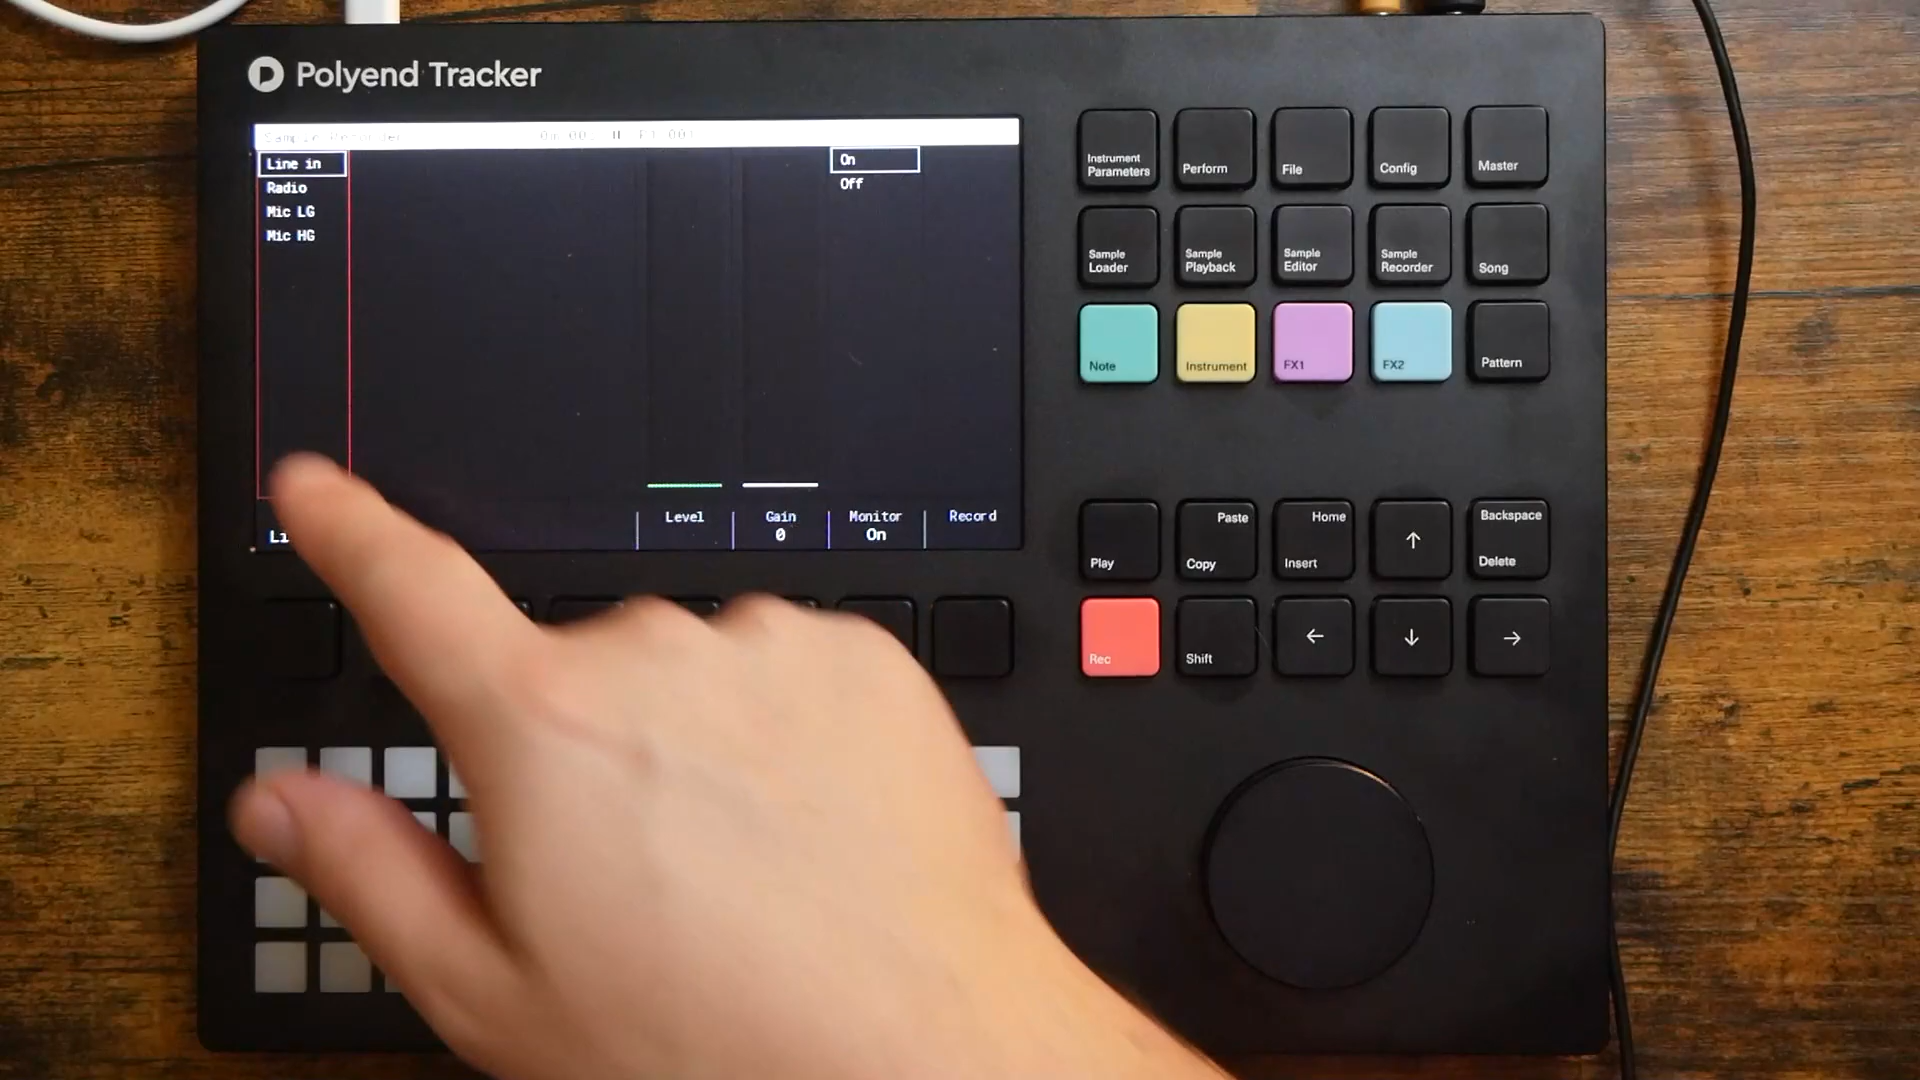 Polyend Tracker
Sample Recorder
Line in
Radio
Mic LG
Mic HG
On
Off
Level
Gain
0
Monitor
On
Record
Instrument
Parameters
Perform
File
Config
Master
Sample
Loader
Sample
Playback
Sample
Editor
Sample
Recorder
Song
Note
Instrument
FX1
FX2
Pattern
Play
Paste
Copy
Home
Insert
↑
Backspace
Delete
Rec
Shift
←
↓
→